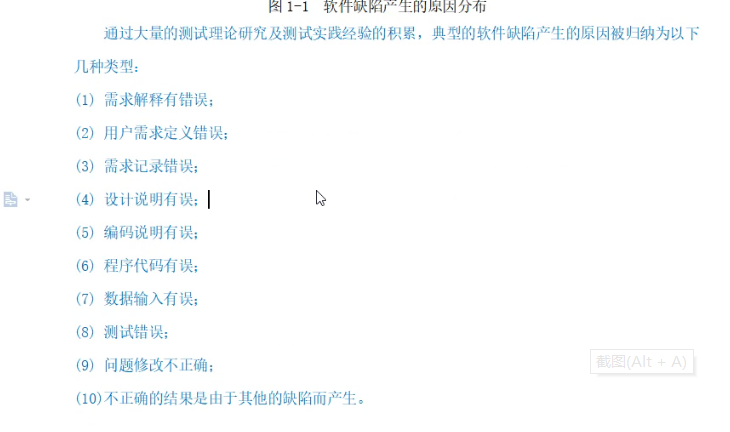 图1-1 软件缺陷产生的原因分布
通过大量的测试理论研究及测试实践经验的积累，典型的软件缺陷产生的原因被归纳为以下
几种类型：
(1) 需求解释有错误；
(2) 用户需求定义错误；
(3) 需求记录错误；
(4) 设计说明有误；
(5) 编码说明有误；
(6) 程序代码有误；
(7) 数据输入有误；
(8) 测试错误；
(9) 问题修改不正确；
截图(Alt + A)
(10)不正确的结果是由于其他的缺陷而产生。